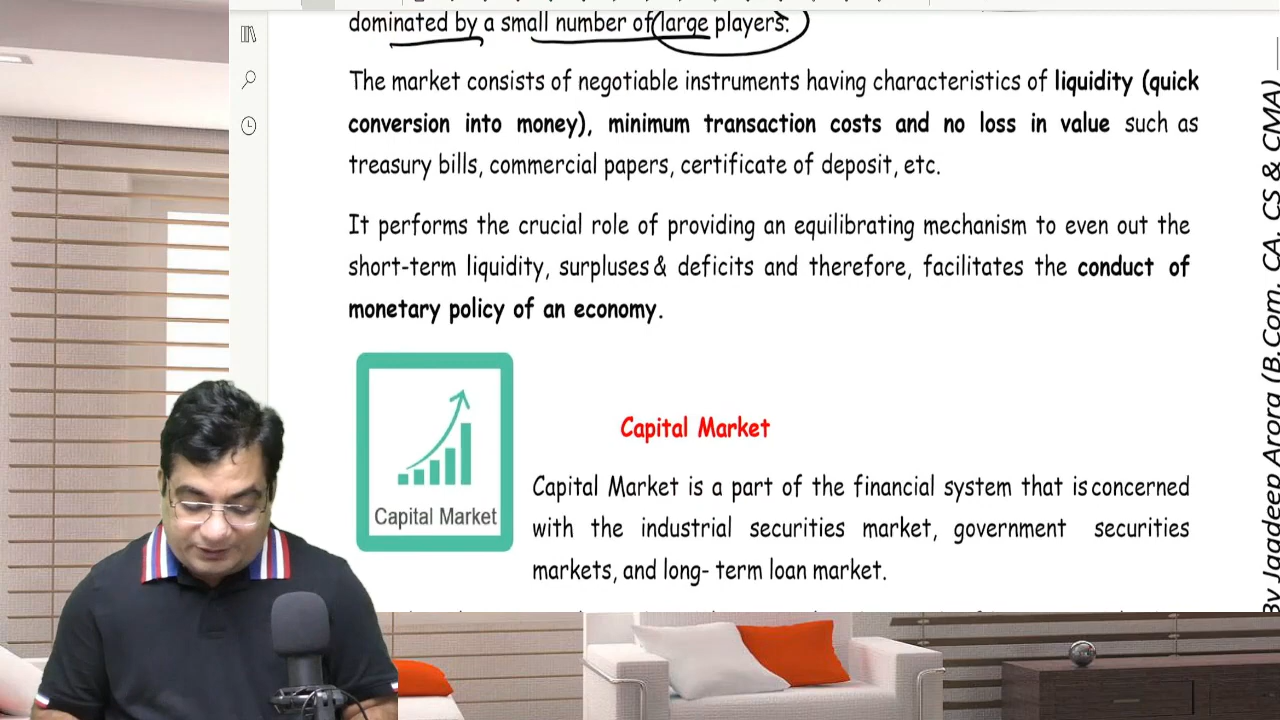 dominated by a small number of large players.
The market consists of negotiable instruments having characteristics of liquidity (quick
conversion into money), minimum transaction costs and no loss in value such as
treasury bills, commercial papers, certificate of deposit, etc.
It performs the crucial role of providing an equilibrating mechanism to even out the
short-term liquidity, surpluses & deficits and therefore, facilitates the conduct of
monetary policy of an economy.
Capital Market
Capital Market
Capital Market is a part of the financial system that is concerned
with the industrial securities market, government securities
markets, and long- term loan market.
By Jagdeep Arora (B.Com, CA, CS & CMA)